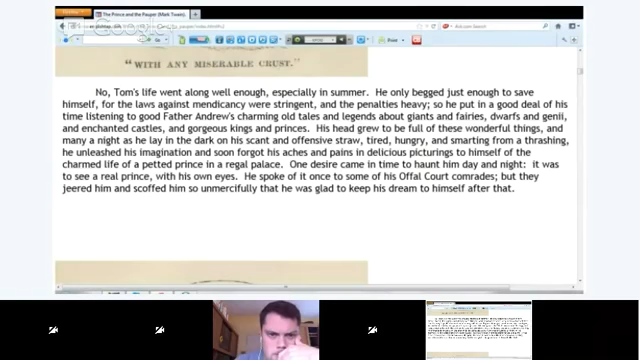 The Prince and the Pauper (Mark Twain)
Google
Print
"WITH ANY MISERABLE CRUST."
No, Tom's life went along well enough, especially in summer. He only begged just enough to save
himself, for the laws against mendicancy were stringent, and the penalties heavy; so he put in a good deal of his
time listening to good Father Andrew's charming old tales and legends about giants and fairies, dwarfs and genii,
and enchanted castles, and gorgeous kings and princes. His head grew to be full of these wonderful things, and
many a night as he lay in the dark on his scant and offensive straw, tired, hungry, and smarting from a thrashing,
he unleashed his imagination and soon forgot his aches and pains in delicious picturings to himself of the
charmed life of a petted prince in a regal palace. One desire came in time to haunt him day and night: it was
to see a real prince, with his own eyes. He spoke of it once to some of his Offal Court comrades; but they
jeered him and scoffed him so unmercifully that he was glad to keep his dream to himself after that.